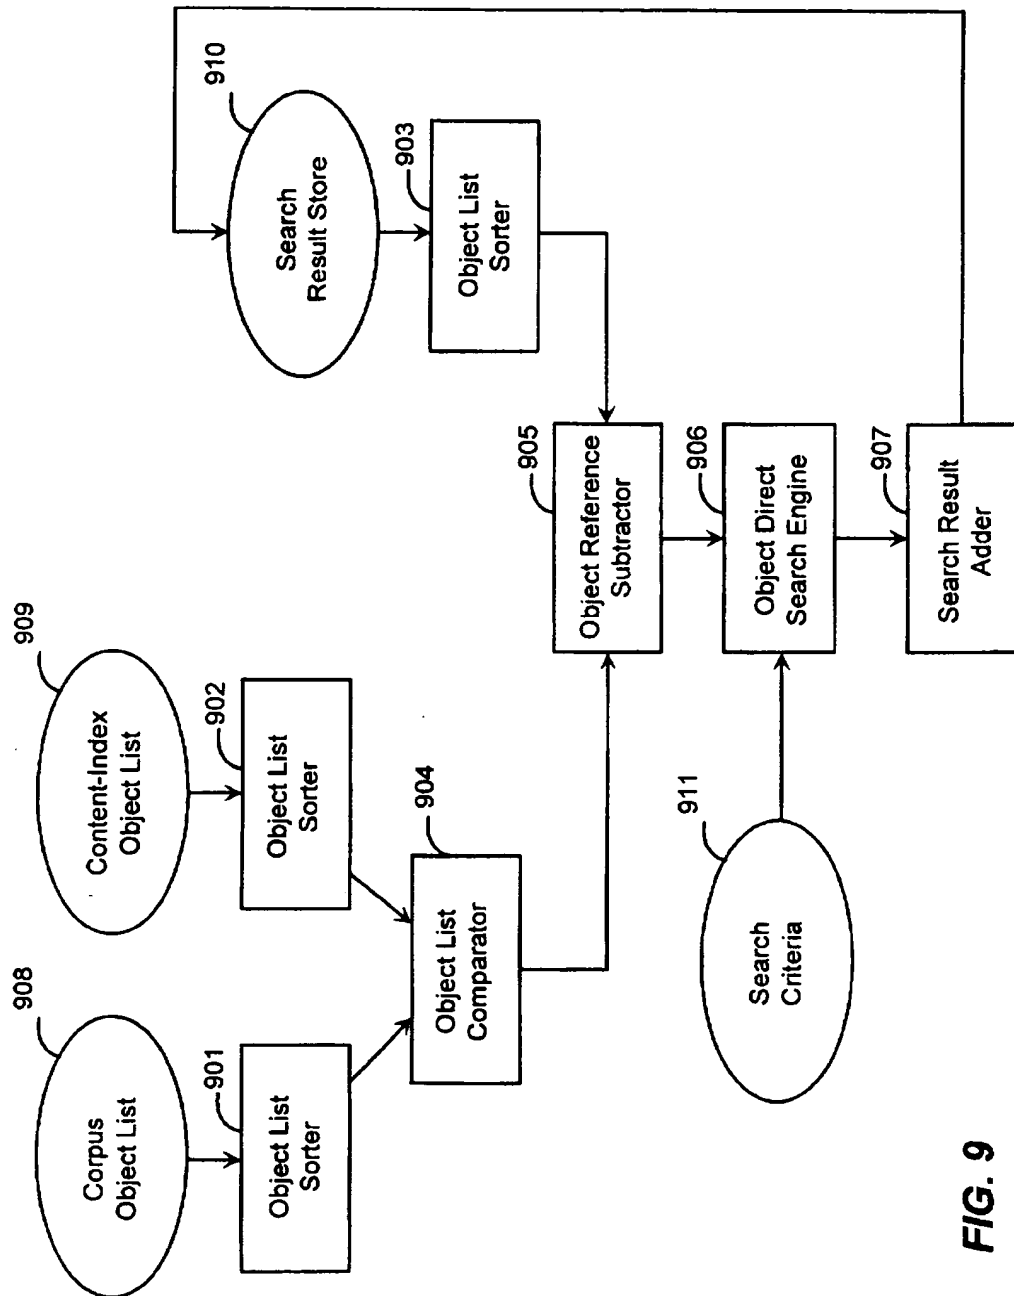 908
Corpus
Object List
901
Object List
Sorter
909
Content-Index
Object List
902
Object List
Sorter
904
Object List
Comparator
910
Search
Result Store
903
Object List
Sorter
905
Object Reference
Subtractor
911
Search
Criteria
906
Object Direct
Search Engine
907
Search Result
Adder
FIG. 9